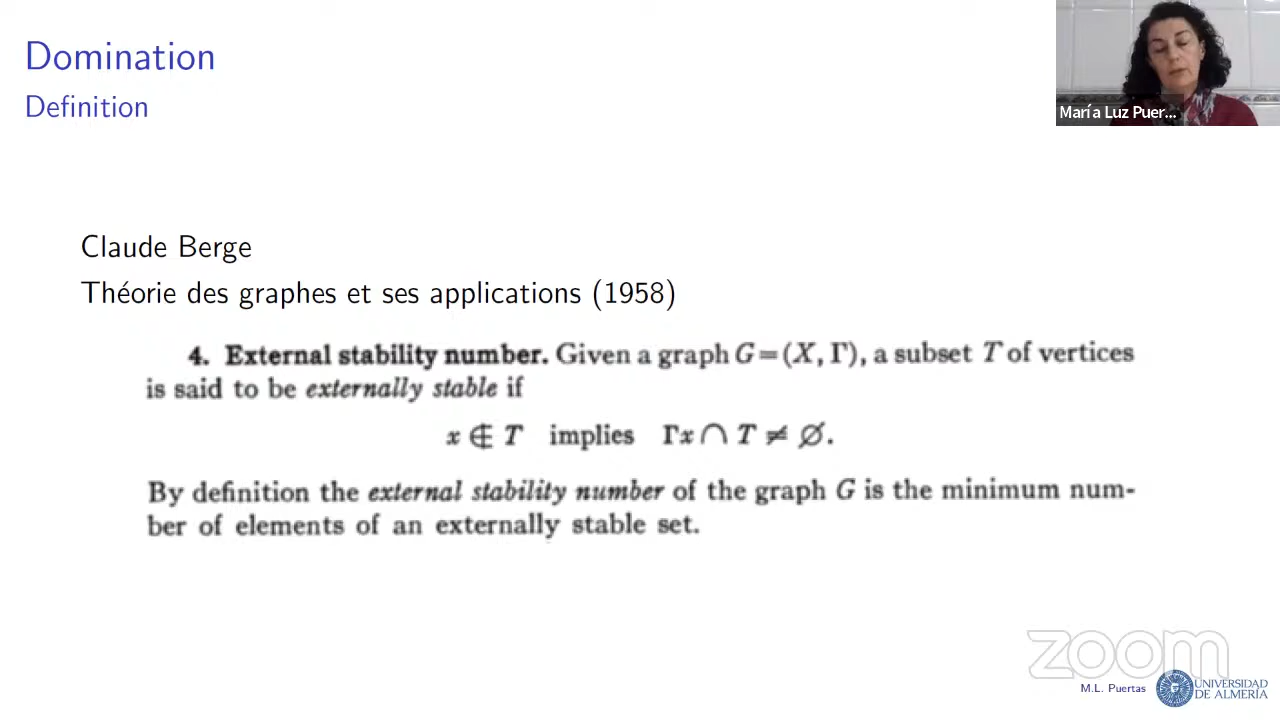 Domination
Definition
María Luz Puer...
Claude Berge
Théorie des graphes et ses applications (1958)
4. External stability number. Given a graph G=(X, Γ), a subset T of vertices
is said to be externally stable if
x ∉ T implies Γx ∩ T ≠ ∅.
By definition the external stability number of the graph G is the minimum num-
ber of elements of an externally stable set.
zoom
M.L. Puertas
UNIVERSIDAD
DE ALMERÍA